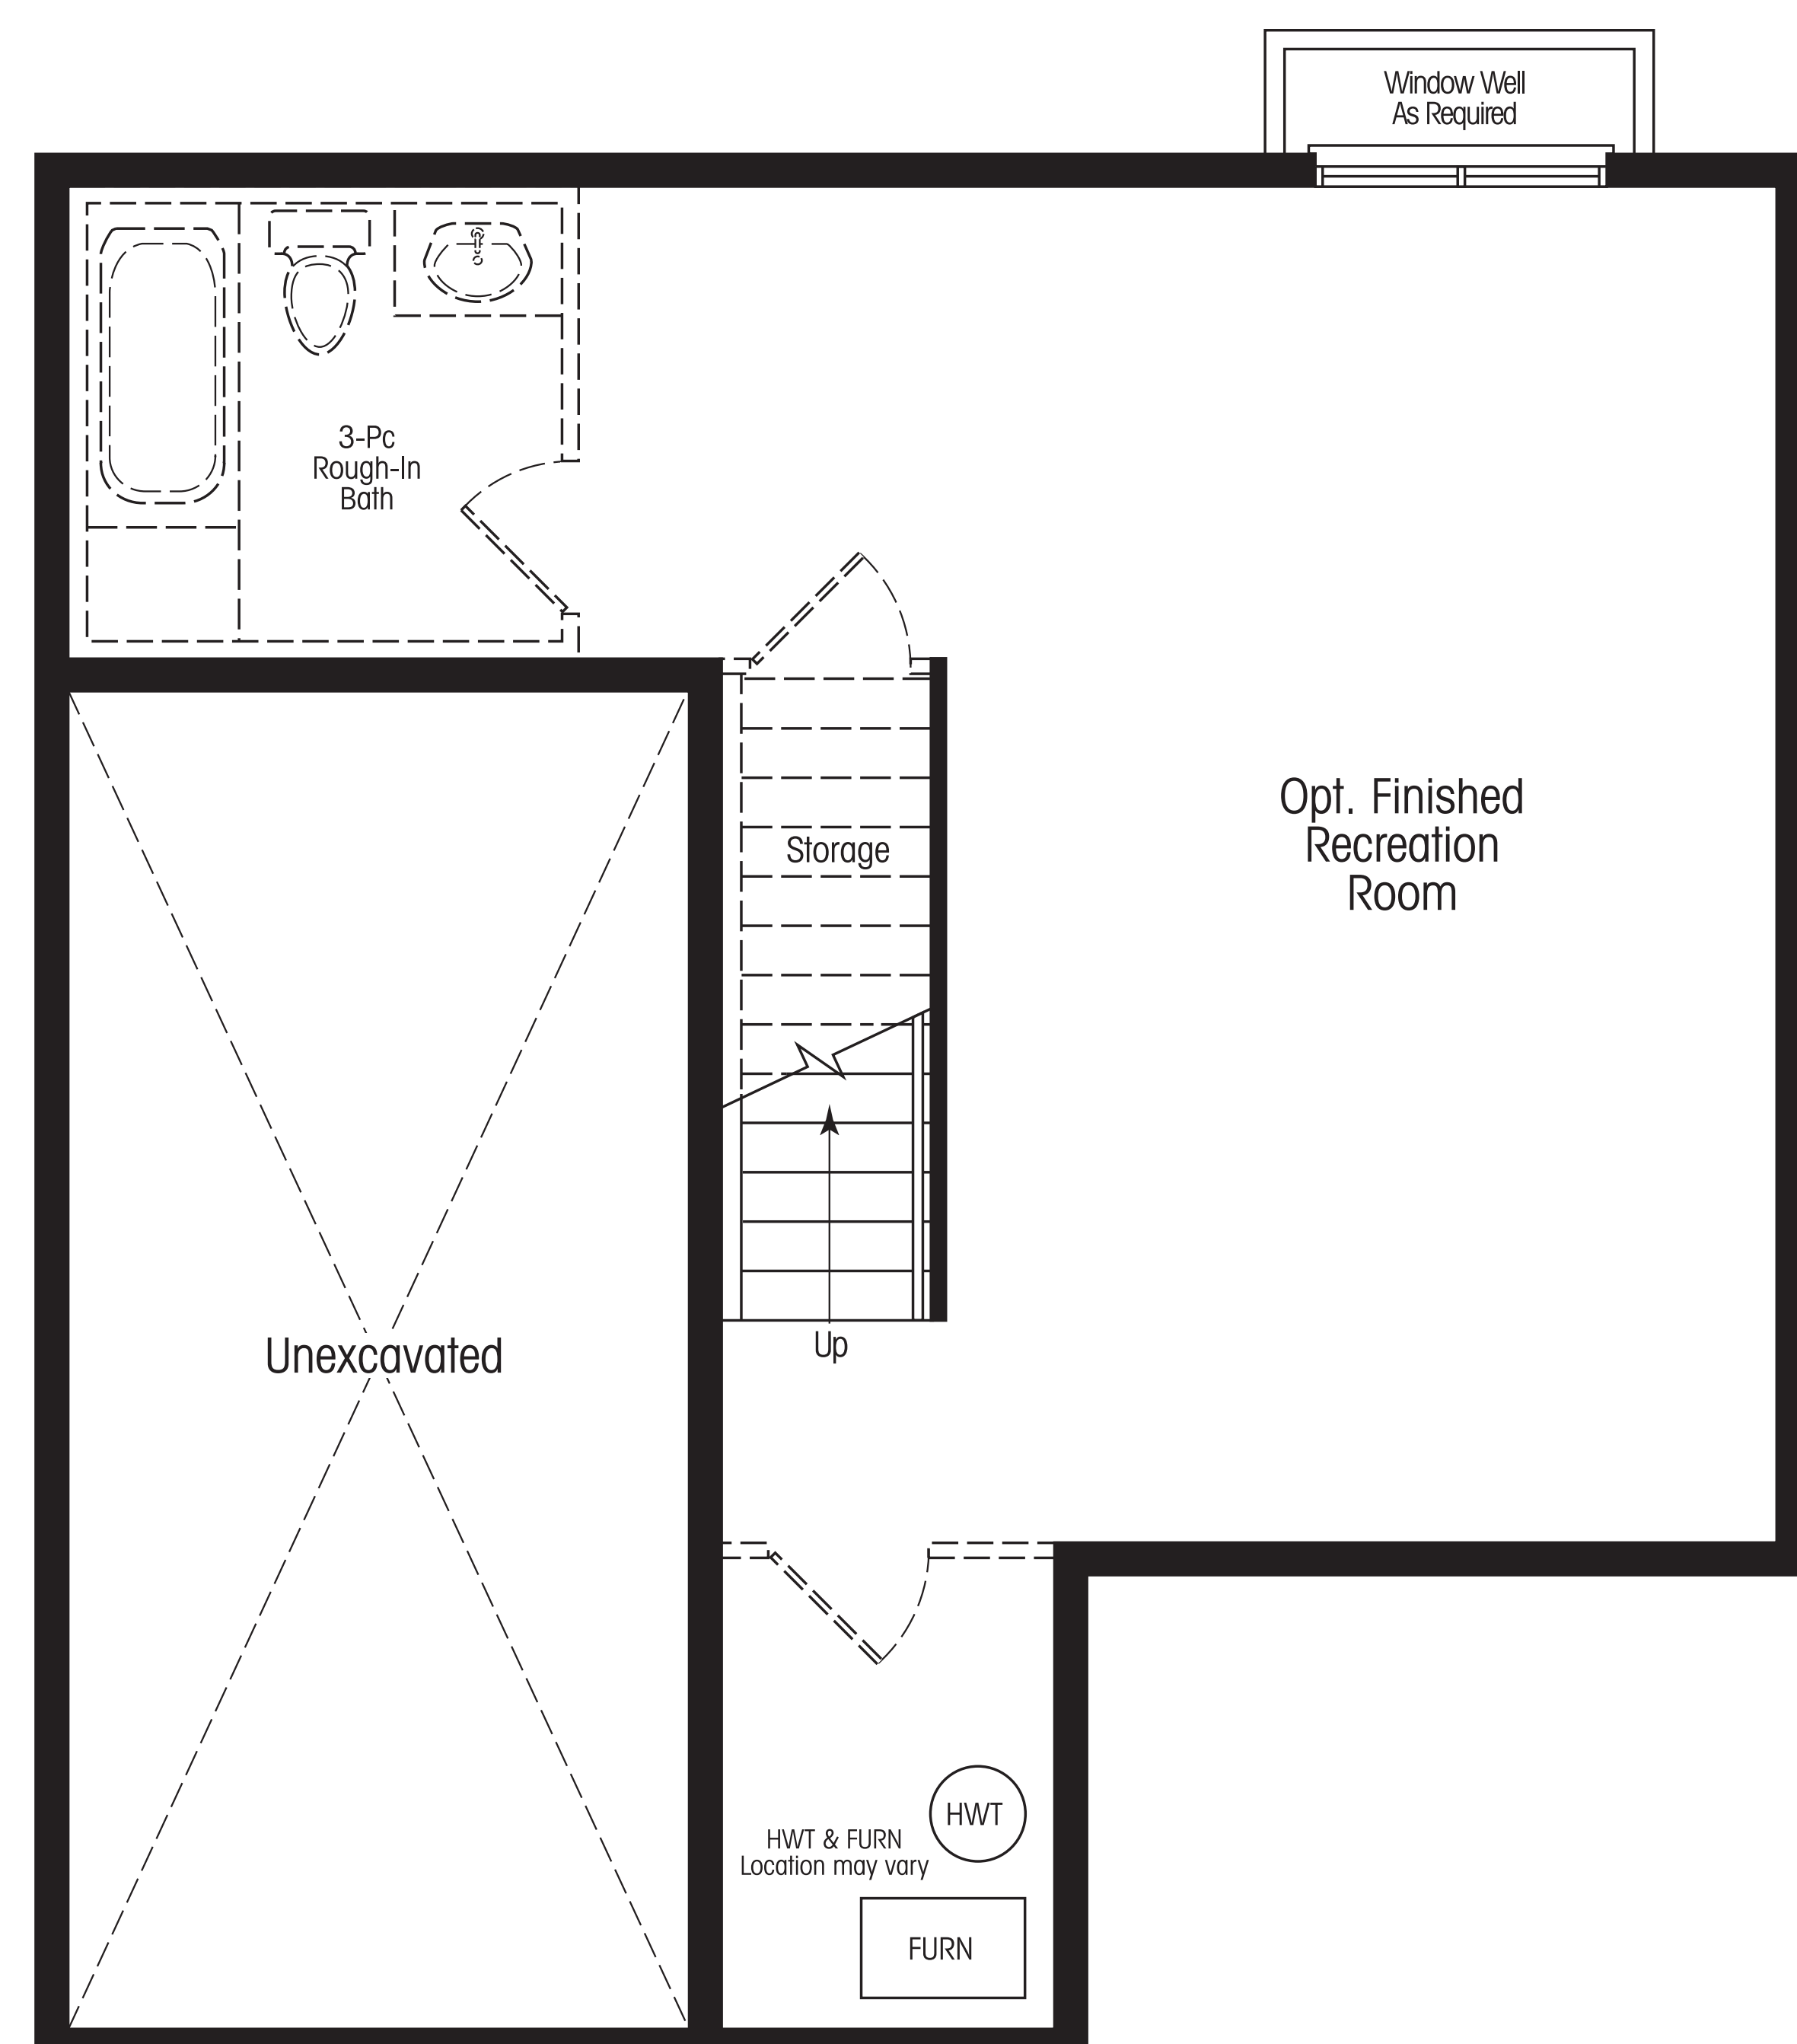 Window Well
As Required
3-Pc
Rough-In
Bath
Opt. Finished
Recreation
Room
Storage
Unexcavated
Up
HWT
HWT & FURN
Location may vary
FURN